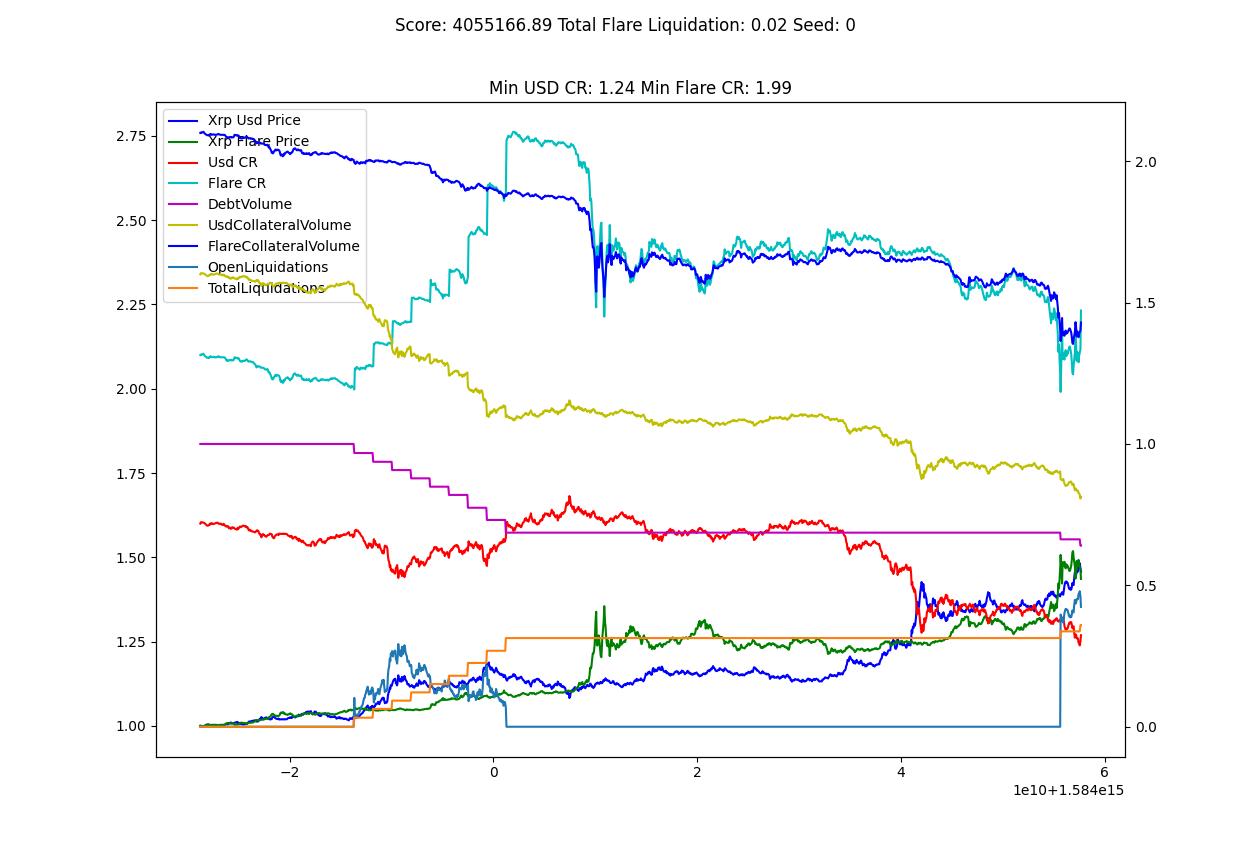 Score: 4055166.89 Total Flare Liquidation: 0.02 Seed: 0
Min USD CR: 1.24 Min Flare CR: 1.99
Xrp Usd Price
Xrp Flare Price
Usd CR
Flare CR
DebtVolume
UsdCollateralVolume
FlareCollateralVolume
OpenLiquidations
TotalLiquidations
2.75
2.50
2.25
2.00
1.75
1.50
1.25
1.00
2.0
1.5
1.0
0.5
0.0
−2
0
2
4
6
1e10+1.584e15